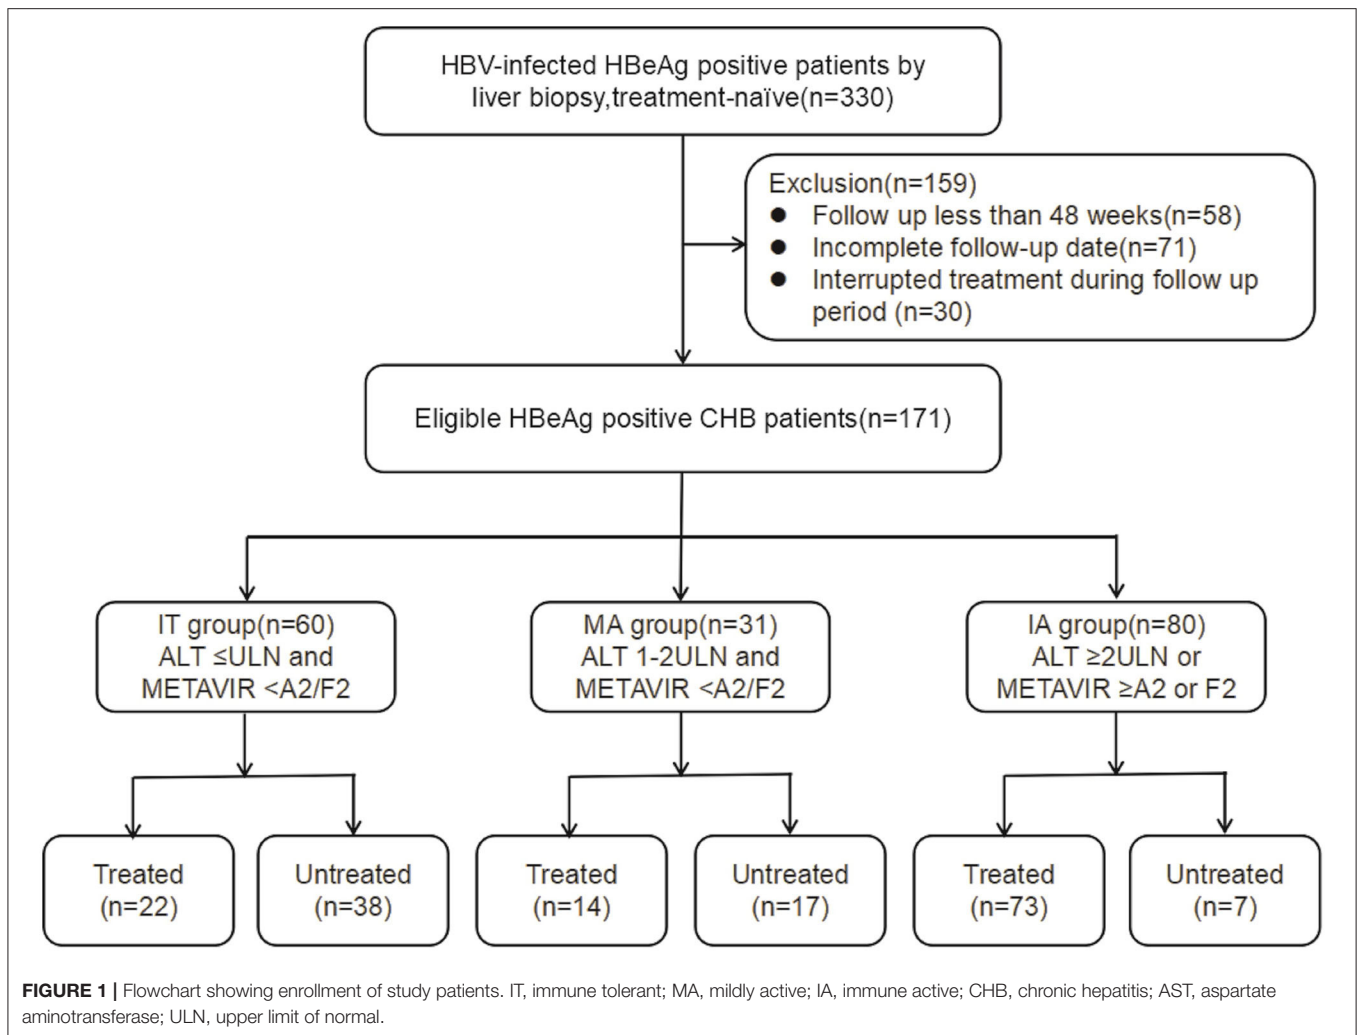 HBV-infected HBeAg positive patients by
liver biopsy,treatment-naïve(n=330)
Exclusion(n=159)
● Follow up less than 48 weeks(n=58)
● Incomplete follow-up date(n=71)
● Interrupted treatment during follow up
period (n=30)
Eligible HBeAg positive CHB patients(n=171)
IT group(n=60)
ALT ≤ULN and
METAVIR <A2/F2
MA group(n=31)
ALT 1-2ULN and
METAVIR <A2/F2
IA group(n=80)
ALT ≥2ULN or
METAVIR ≥A2 or F2
Treated
(n=22)
Untreated
(n=38)
Treated
(n=14)
Untreated
(n=17)
Treated
(n=73)
Untreated
(n=7)
FIGURE 1 | Flowchart showing enrollment of study patients. IT, immune tolerant; MA, mildly active; IA, immune active; CHB, chronic hepatitis; AST, aspartate
aminotransferase; ULN, upper limit of normal.